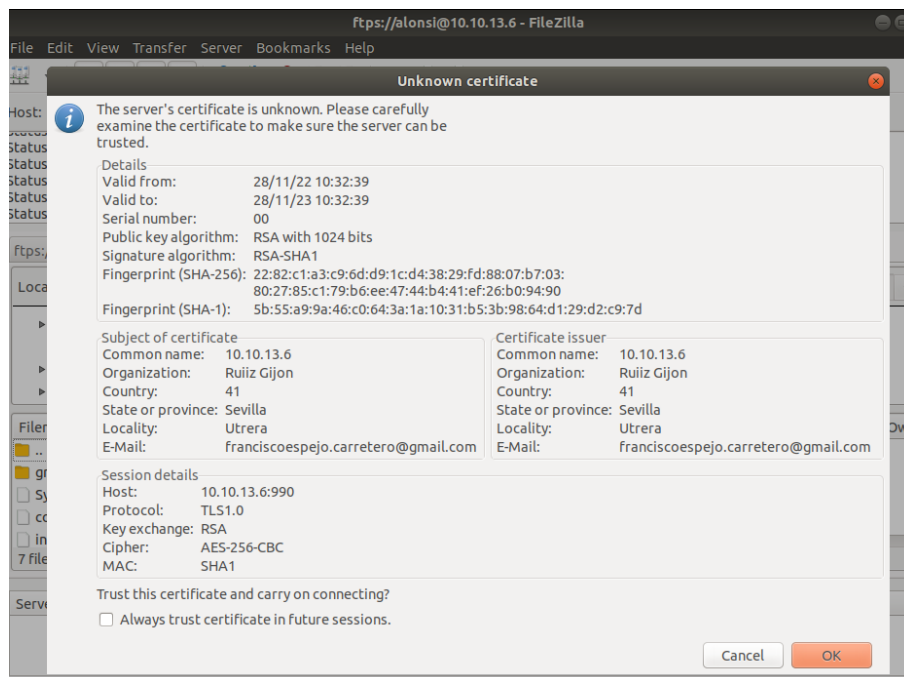 ftps://alonsi@10.10.13.6 - FileZilla
File Edit View Transfer Server Bookmarks Help
Unknown certificate
Host:
The server's certificate is unknown. Please carefully
examine the certificate to make sure the server can be
trusted.
Status
Status
Status
Status
Status
Details
Valid from: 28/11/22 10:32:39
Valid to: 28/11/23 10:32:39
Serial number: 00
Public key algorithm: RSA with 1024 bits
Signature algorithm: RSA-SHA1
Fingerprint (SHA-256): 22:82:c1:a3:c9:6d:d9:1c:d4:38:29:fd:88:07:b7:03:
80:27:85:c1:79:b6:ee:47:44:b4:41:ef:26:b0:94:90
Fingerprint (SHA-1): 5b:55:a9:9a:46:c0:64:3a:1a:10:31:b5:3b:98:64:d1:29:d2:c9:7d
ftps:/
Loca
Subject of certificate
Common name: 10.10.13.6
Organization: Ruiiz Gijon
Country: 41
State or province: Sevilla
Locality: Utrera
E-Mail: franciscoespejo.carretero@gmail.com
Certificate issuer
Common name: 10.10.13.6
Organization: Ruiiz Gijon
Country: 41
State or province: Sevilla
Locality: Utrera
E-Mail: franciscoespejo.carretero@gmail.com
Filer
..
gr
Sy
co
in
7 file
Session details
Host: 10.10.13.6:990
Protocol: TLS1.0
Key exchange: RSA
Cipher: AES-256-CBC
MAC: SHA1
Serve
Trust this certificate and carry on connecting?
Always trust certificate in future sessions.
Cancel OK